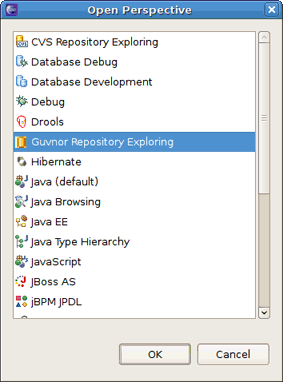 Open Perspective
CVS Repository Exploring
Database Debug
Database Development
Debug
Drools
Guvnor Repository Exploring
Hibernate
Java (default)
Java Browsing
Java EE
Java Type Hierarchy
JavaScript
JBoss AS
jBPM JPDL
OK
Cancel